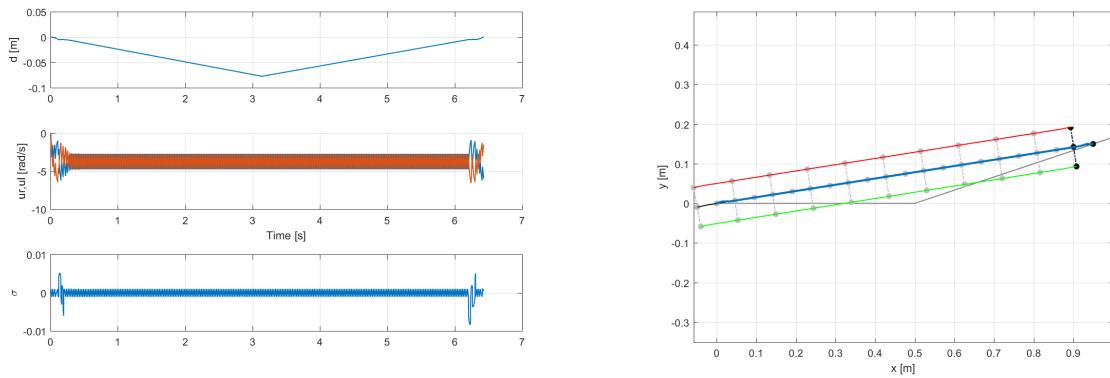 0.05
0
-0.05
-0.1
d [m]
0 1 2 3 4 5 6 7
0
-5
-10
ur,ul [rad/s]
0 1 2 3 4 5 6 7
Time [s]
0.01
0
-0.01
σ
0 1 2 3 4 5 6 7
0.4
0.3
0.2
0.1
0
-0.1
-0.2
-0.3
y [m]
0 0.1 0.2 0.3 0.4 0.5 0.6 0.7 0.8 0.9
x [m]